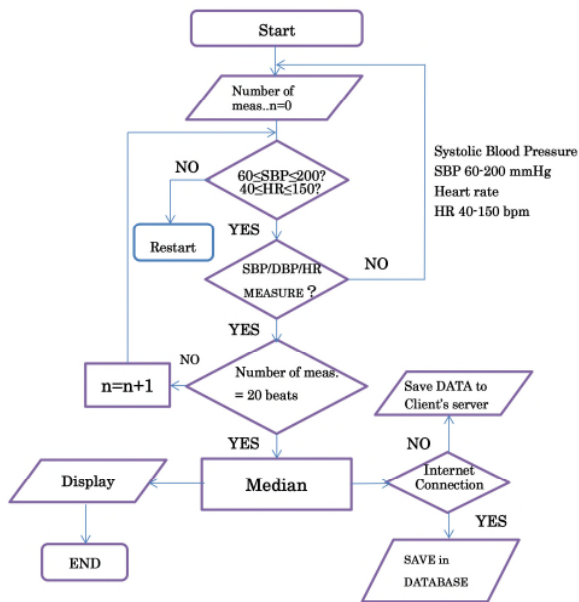 Start
Number of
meas..n=0
NO
60≤SBP≤200?
40≤HR≤150?
Systolic Blood Pressure
SBP 60-200 mmHg
Heart rate
HR 40-150 bpm
Restart
YES
SBP/DBP/HR
MEASURE ?
NO
YES
n=n+1
NO
Number of meas.
= 20 beats
Save DATA to
Client's server
YES
NO
Display
Median
Internet
Connection
YES
END
SAVE in
DATABASE